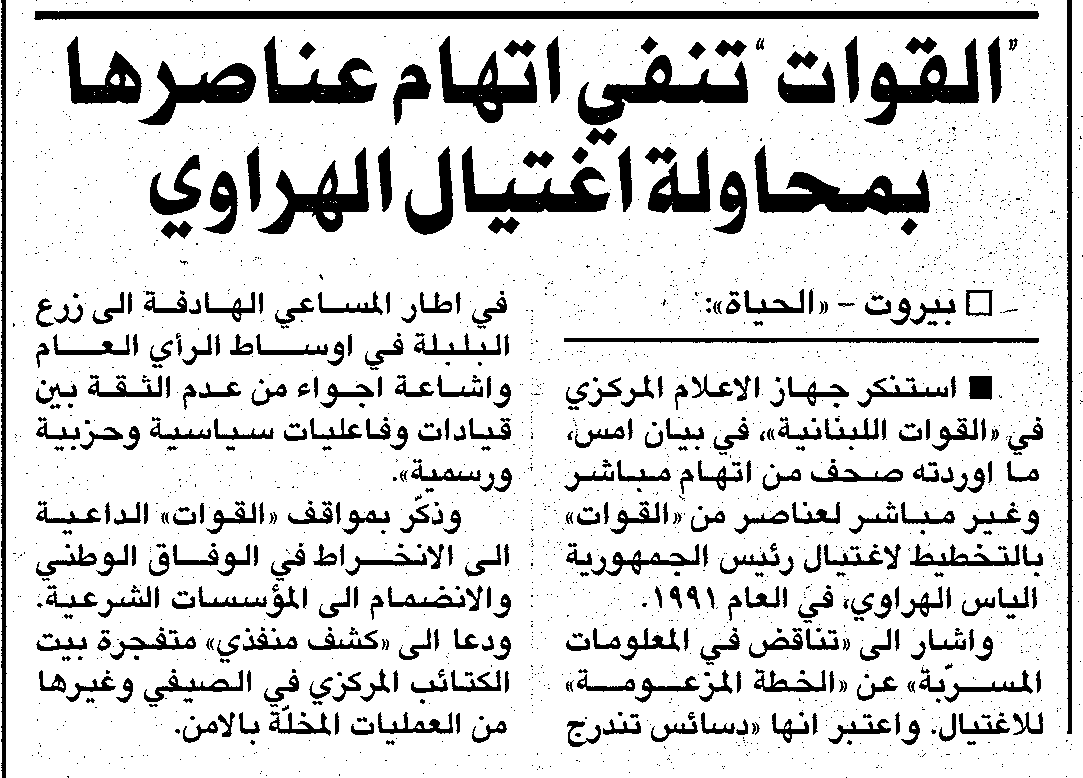 "القوات" تنفي اتهام عناصرها
بمحاولة اغتيال الهراوي
□ بيروت – «الحياة»:
■ استنكر جهاز الاعلام المركزي
في «القوات اللبنانية»، في بيان امس،
ما اوردته صحف من اتهام مباشر
وغير مباشر لعناصر من «القوات»
بالتخطيط لاغتيال رئيس الجمهورية
الياس الهراوي، في العام ١٩٩١.
واشار الى «تناقض في المعلومات
المسرّبة» عن «الخطة المزعومة»
للاغتيال. واعتبر انها «دسائس تندرج
في اطار المساعي الهادفة الى زرع
البلبلة في اوساط الرأي العام
واشاعة اجواء من عدم الثقة بين
قيادات وفاعليات سياسية وحزبية
ورسمية».
وذكّر بمواقف «القوات» الداعية
الى الانخراط في الوفاق الوطني
والانضمام الى المؤسسات الشرعية.
ودعا الى «كشف منفذي» متفجرة بيت
الكتائب المركزي في الصيفي وغيرها
من العمليات المخلّة بالامن.